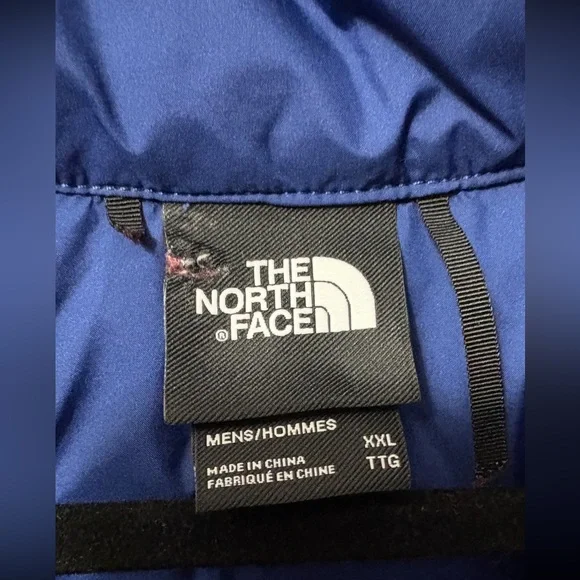 THE
NORTH
®FACE
MENS/HOMMES XXL
MADE IN CHINA TTG
FABRIQUÉ EN CHINE